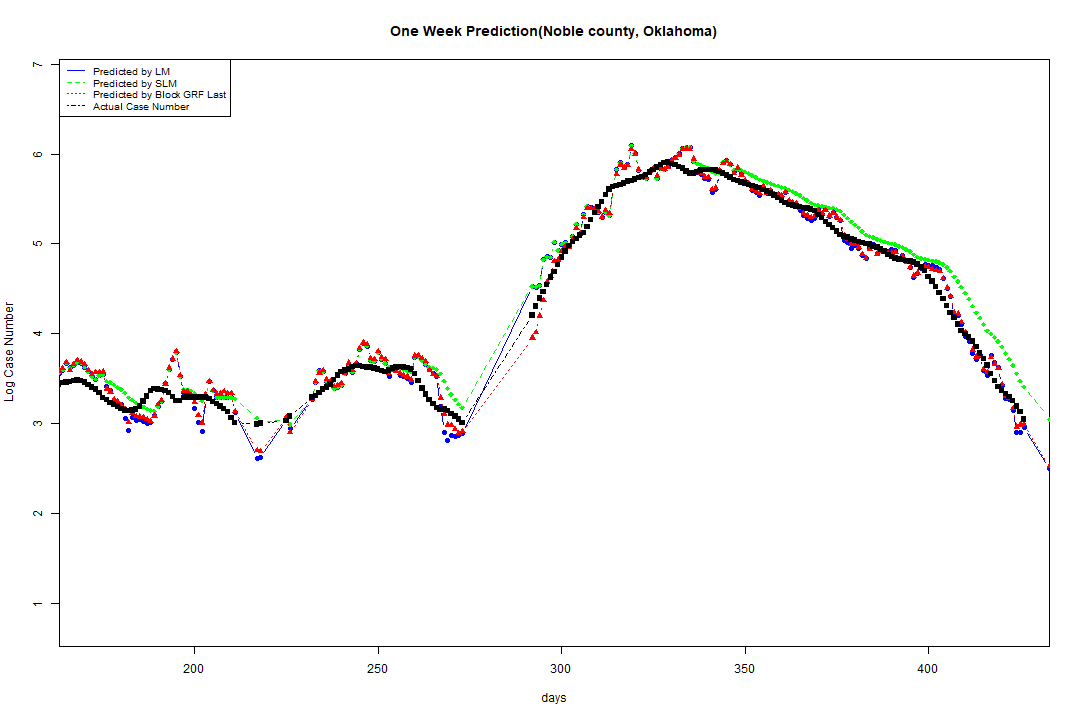 One Week Prediction(Noble county, Oklahoma)
7
6
5
4
3
2
1
Log Case Number
Predicted by LM
Predicted by SLM
Predicted by Block GRF Last
Actual Case Number
200
250
300
350
400
days